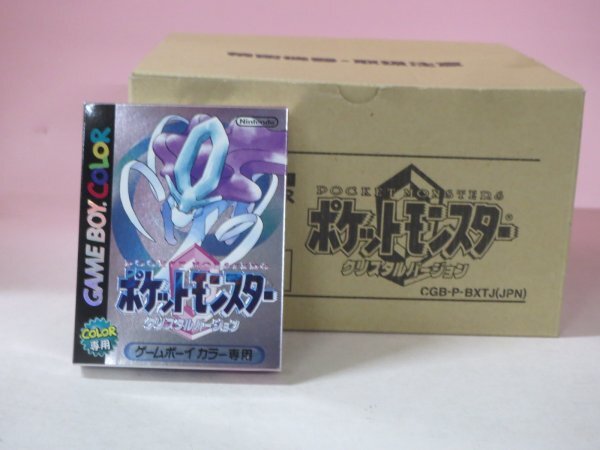 GAME BOY COLOR
Nintendo
POCKET MONSTERS
ポケットモンスター
クリスタルバージョン
COLOR
専用
ゲームボーイ カラー専用
POCKET MONSTERS
ポケットモンスター
クリスタルバージョン
CGB-P-BXTJ(JPN)